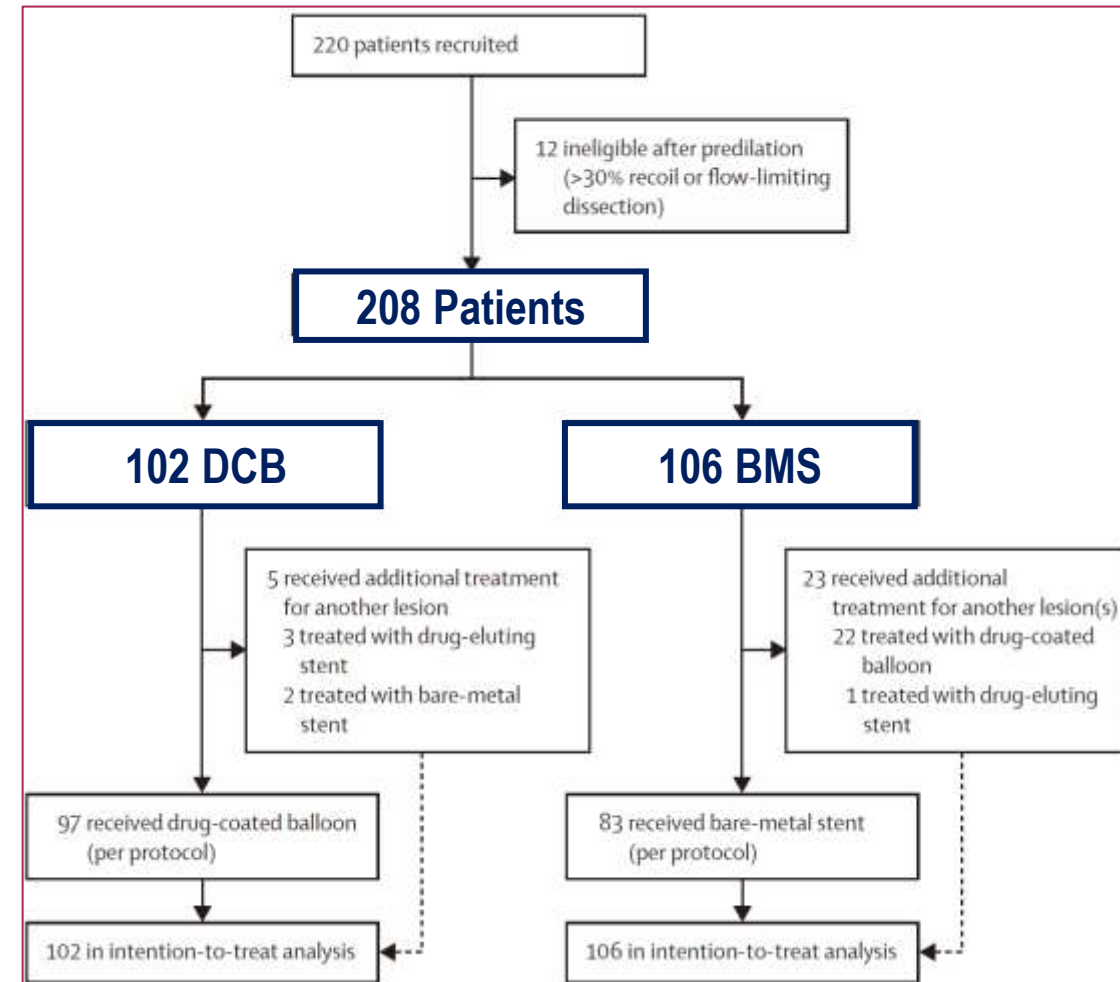 220 patients recruited
12 ineligible after predilation
(>30% recoil or flow-limiting
dissection)
208 Patients
102 DCB
106 BMS
5 received additional treatment
for another lesion
3 treated with drug-eluting
stent
2 treated with bare-metal
stent
23 received additional
treatment for another lesion(s)
22 treated with drug-coated
balloon
1 treated with drug-eluting
stent
97 received drug-coated balloon
(per protocol)
83 received bare-metal stent
(per protocol)
102 in intention-to-treat analysis
106 in intention-to-treat analysis